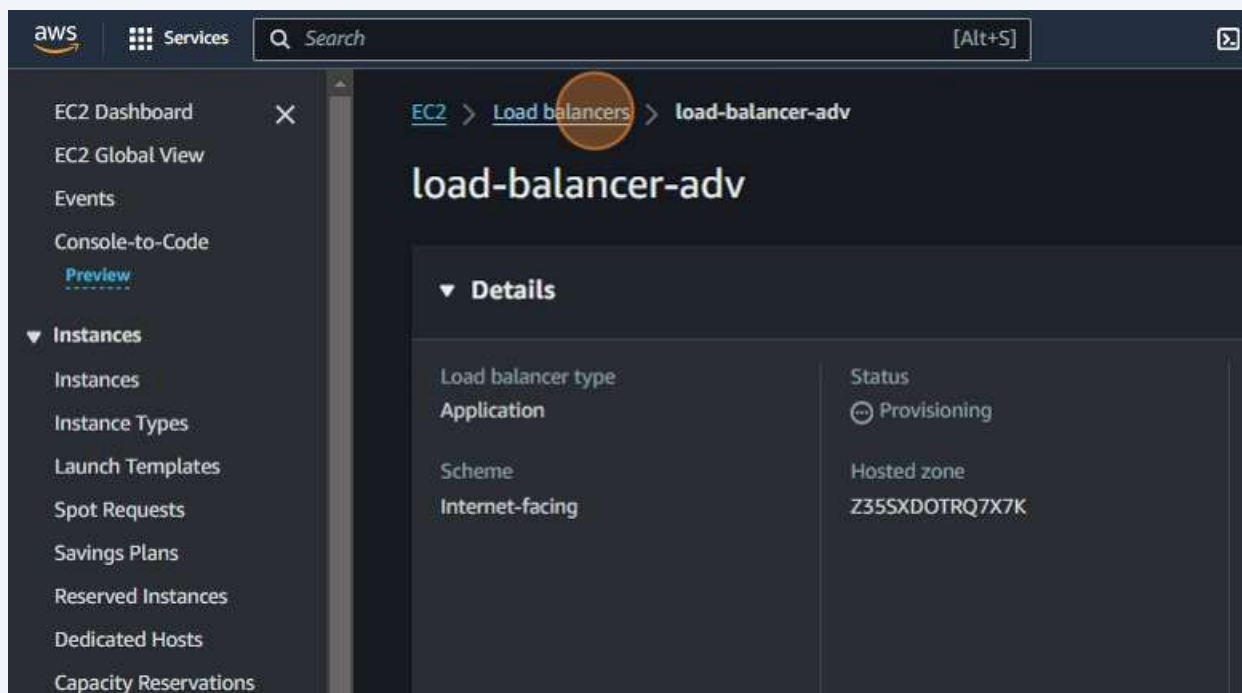 aws
Services
Search
[Alt+S]
EC2 Dashboard
EC2 Global View
Events
Console-to-Code
Preview
Instances
Instances
Instance Types
Launch Templates
Spot Requests
Savings Plans
Reserved Instances
Dedicated Hosts
Capacity Reservations
EC2 > Load balancers > load-balancer-adv
load-balancer-adv
Details
Load balancer type
Application
Scheme
Internet-facing
Status
Provisioning
Hosted zone
Z35SXDOTRQ7X7K